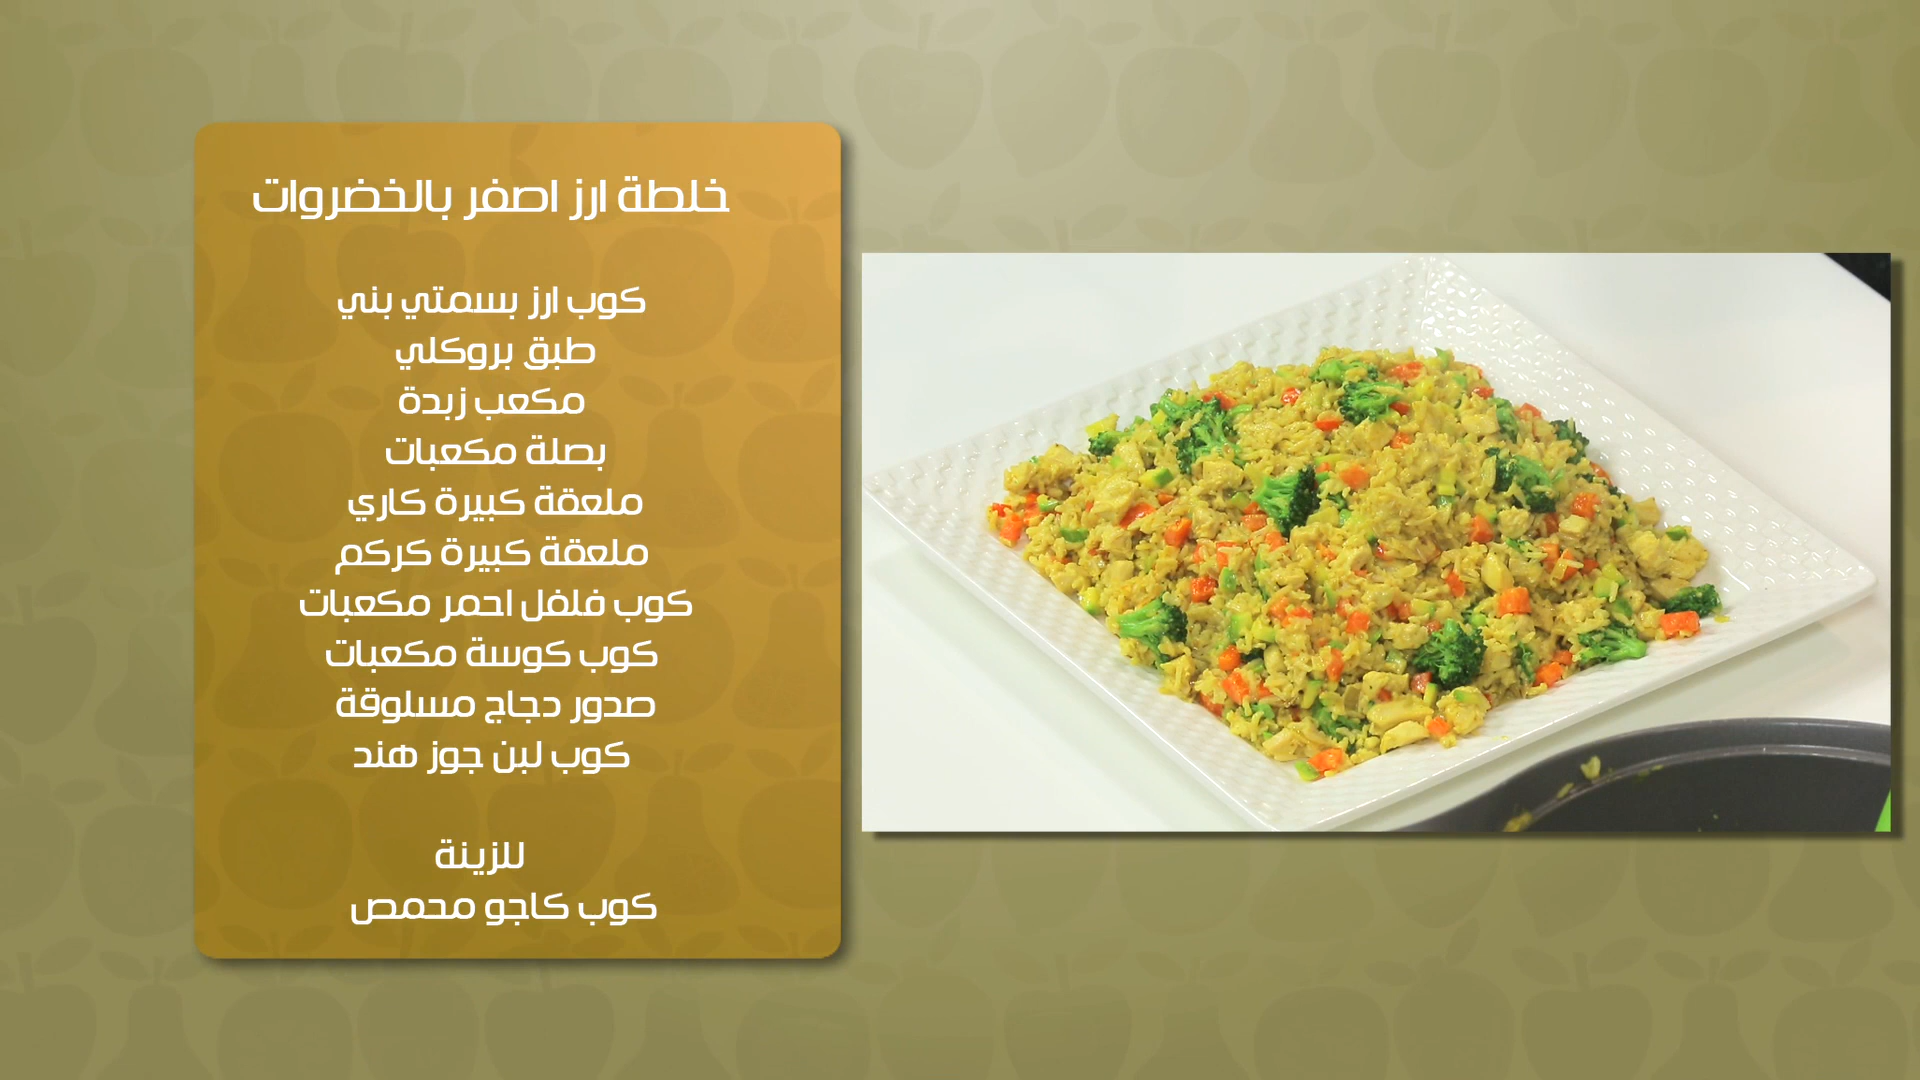 خلطة ارز اصفر بالخضروات
كوب ارز بسمتي بني
طبق بروكلي
مكعب زبدة
بصلة مكعبات
ملعقة كبيرة كاري
ملعقة كبيرة كركم
كوب فلفل احمر مكعبات
كوب كوسة مكعبات
صدور دجاج مسلوقة
كوب لبن جوز هند
للزينة
كوب كاجو محمص